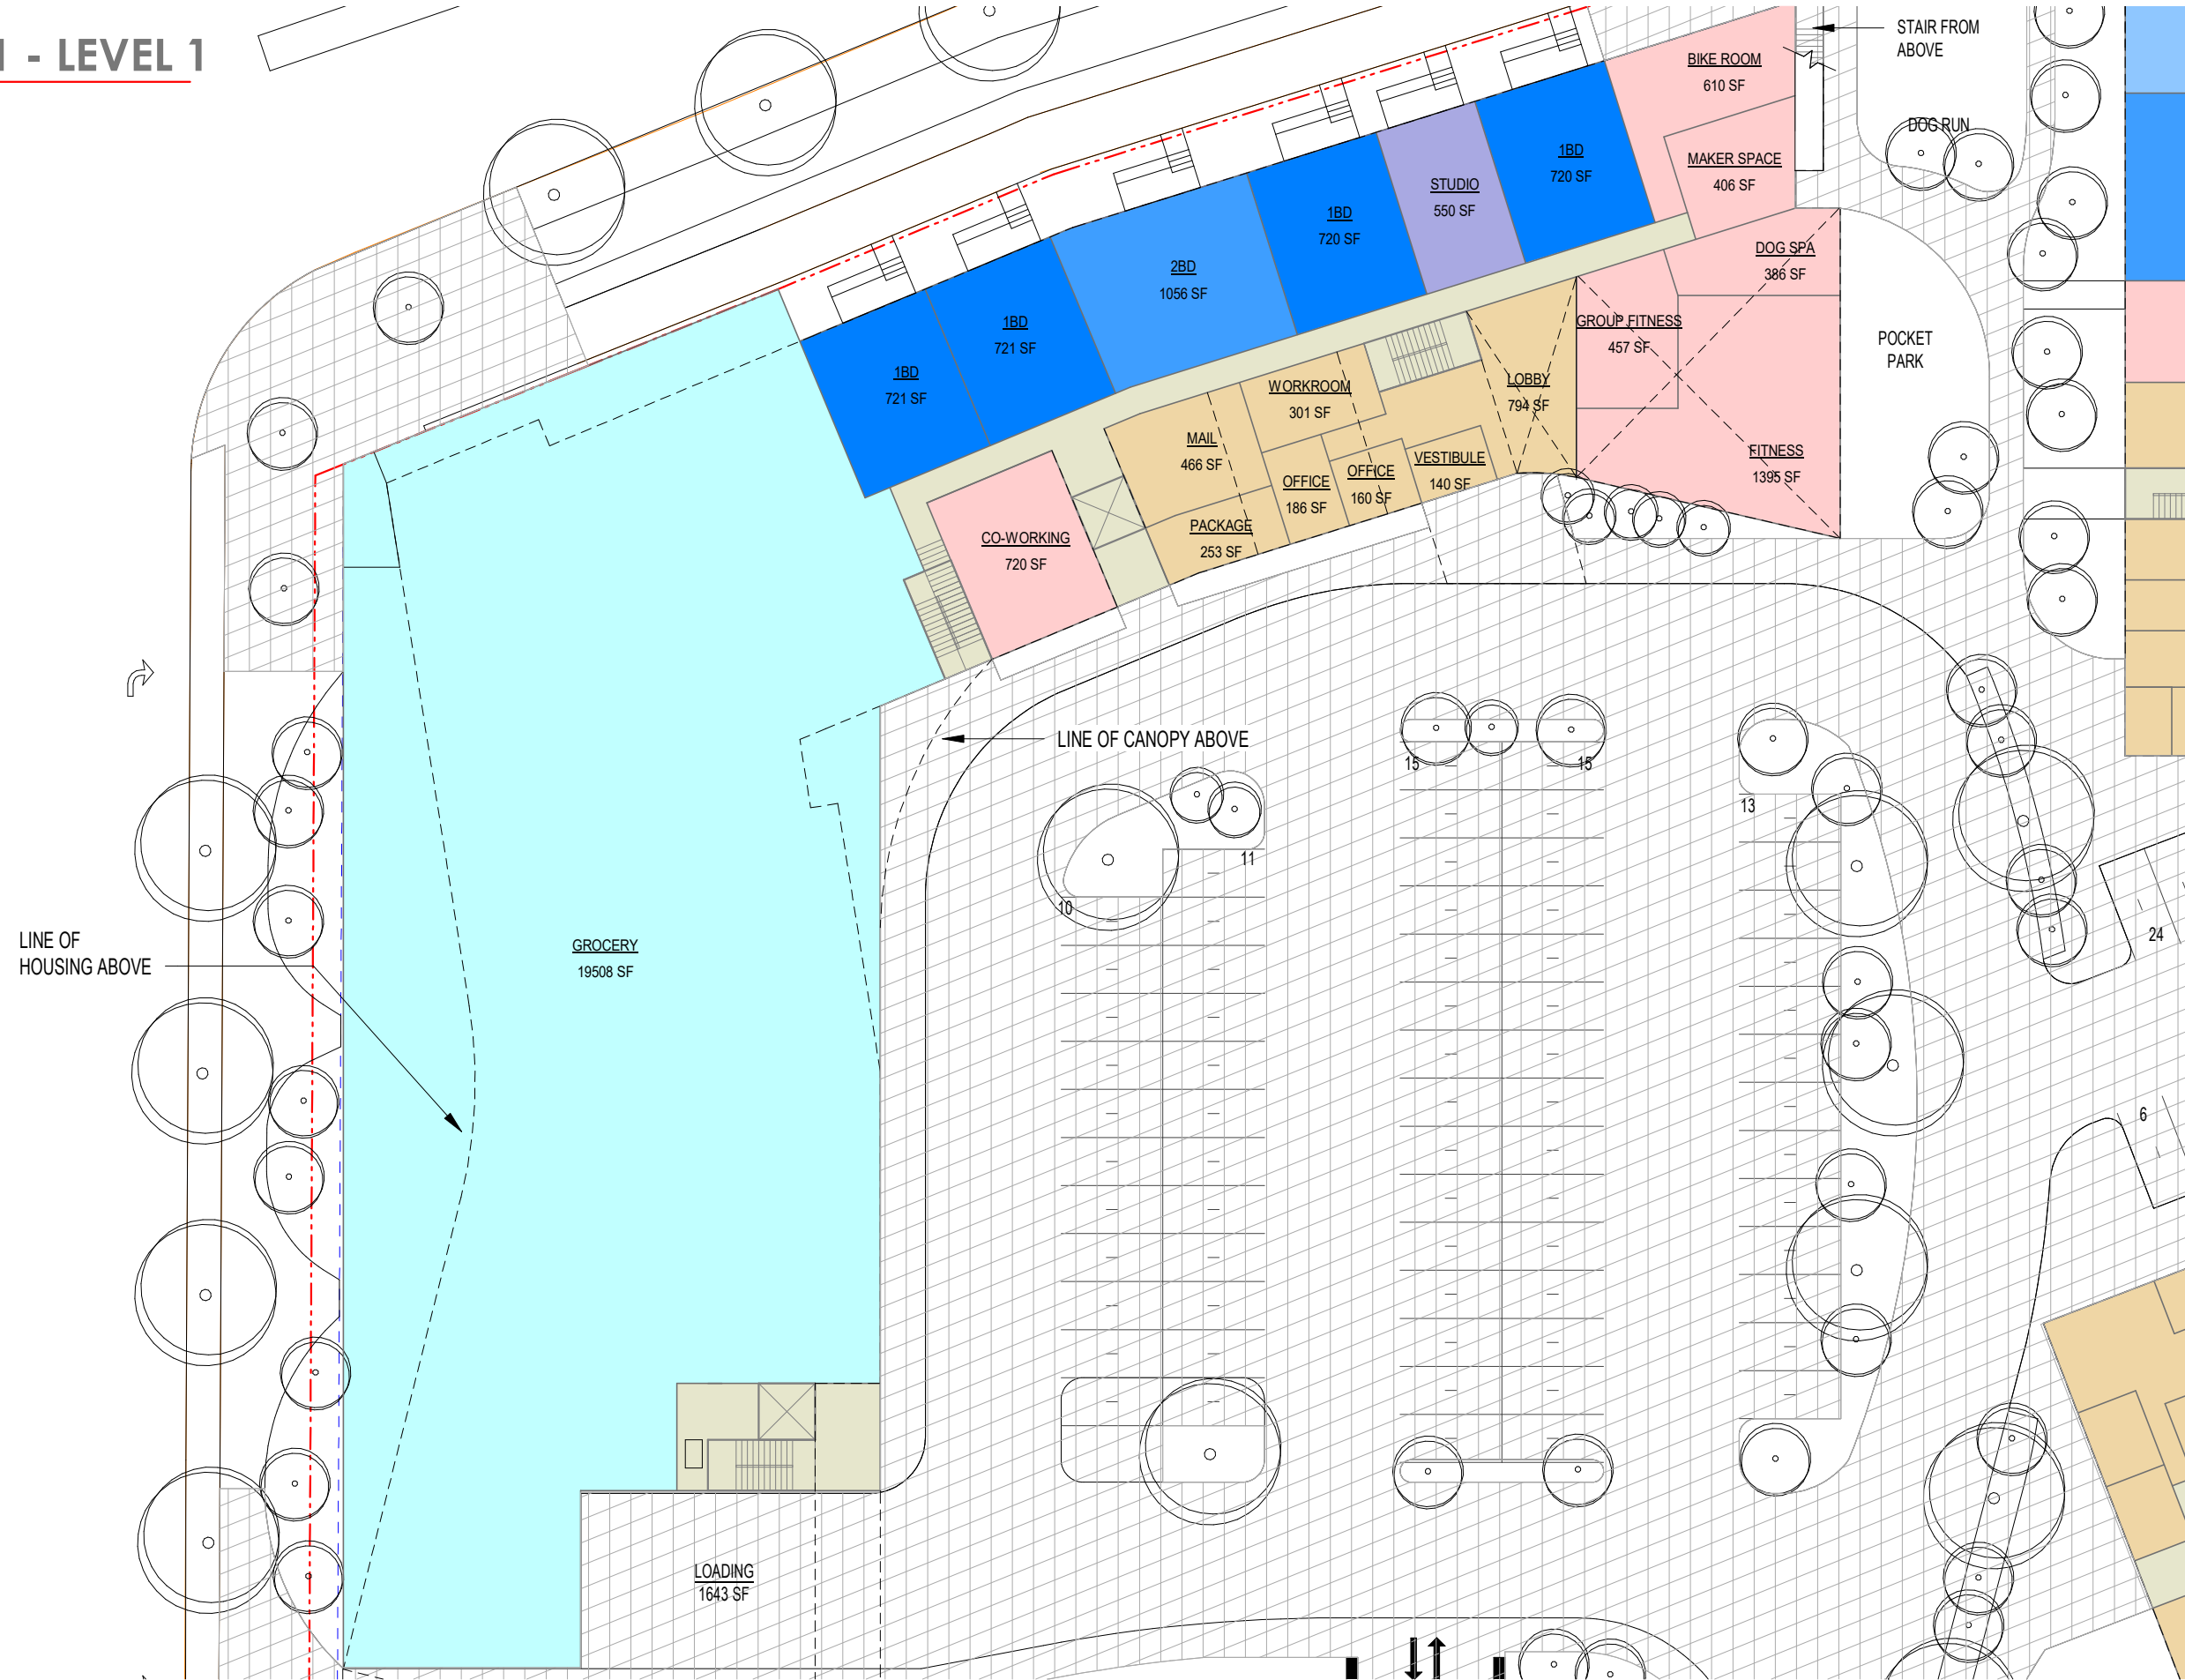 - LEVEL 1
STAIR FROM
ABOVE
BIKE ROOM
610 SF
DOG RUN
MAKER SPACE
406 SF
1BD
720 SF
STUDIO
550 SF
1BD
720 SF
2BD
1056 SF
1BD
721 SF
1BD
721 SF
DOG SPA
386 SF
GROUP FITNESS
457 SF
POCKET
PARK
LOBBY
794 SF
WORKROOM
301 SF
MAIL
466 SF
OFFICE
186 SF
OFFICE
160 SF
VESTIBULE
140 SF
FITNESS
1395 SF
PACKAGE
253 SF
CO-WORKING
720 SF
LINE OF CANOPY ABOVE
15
15
13
11
10
24
6
LINE OF
HOUSING ABOVE
GROCERY
19508 SF
LOADING
1643 SF